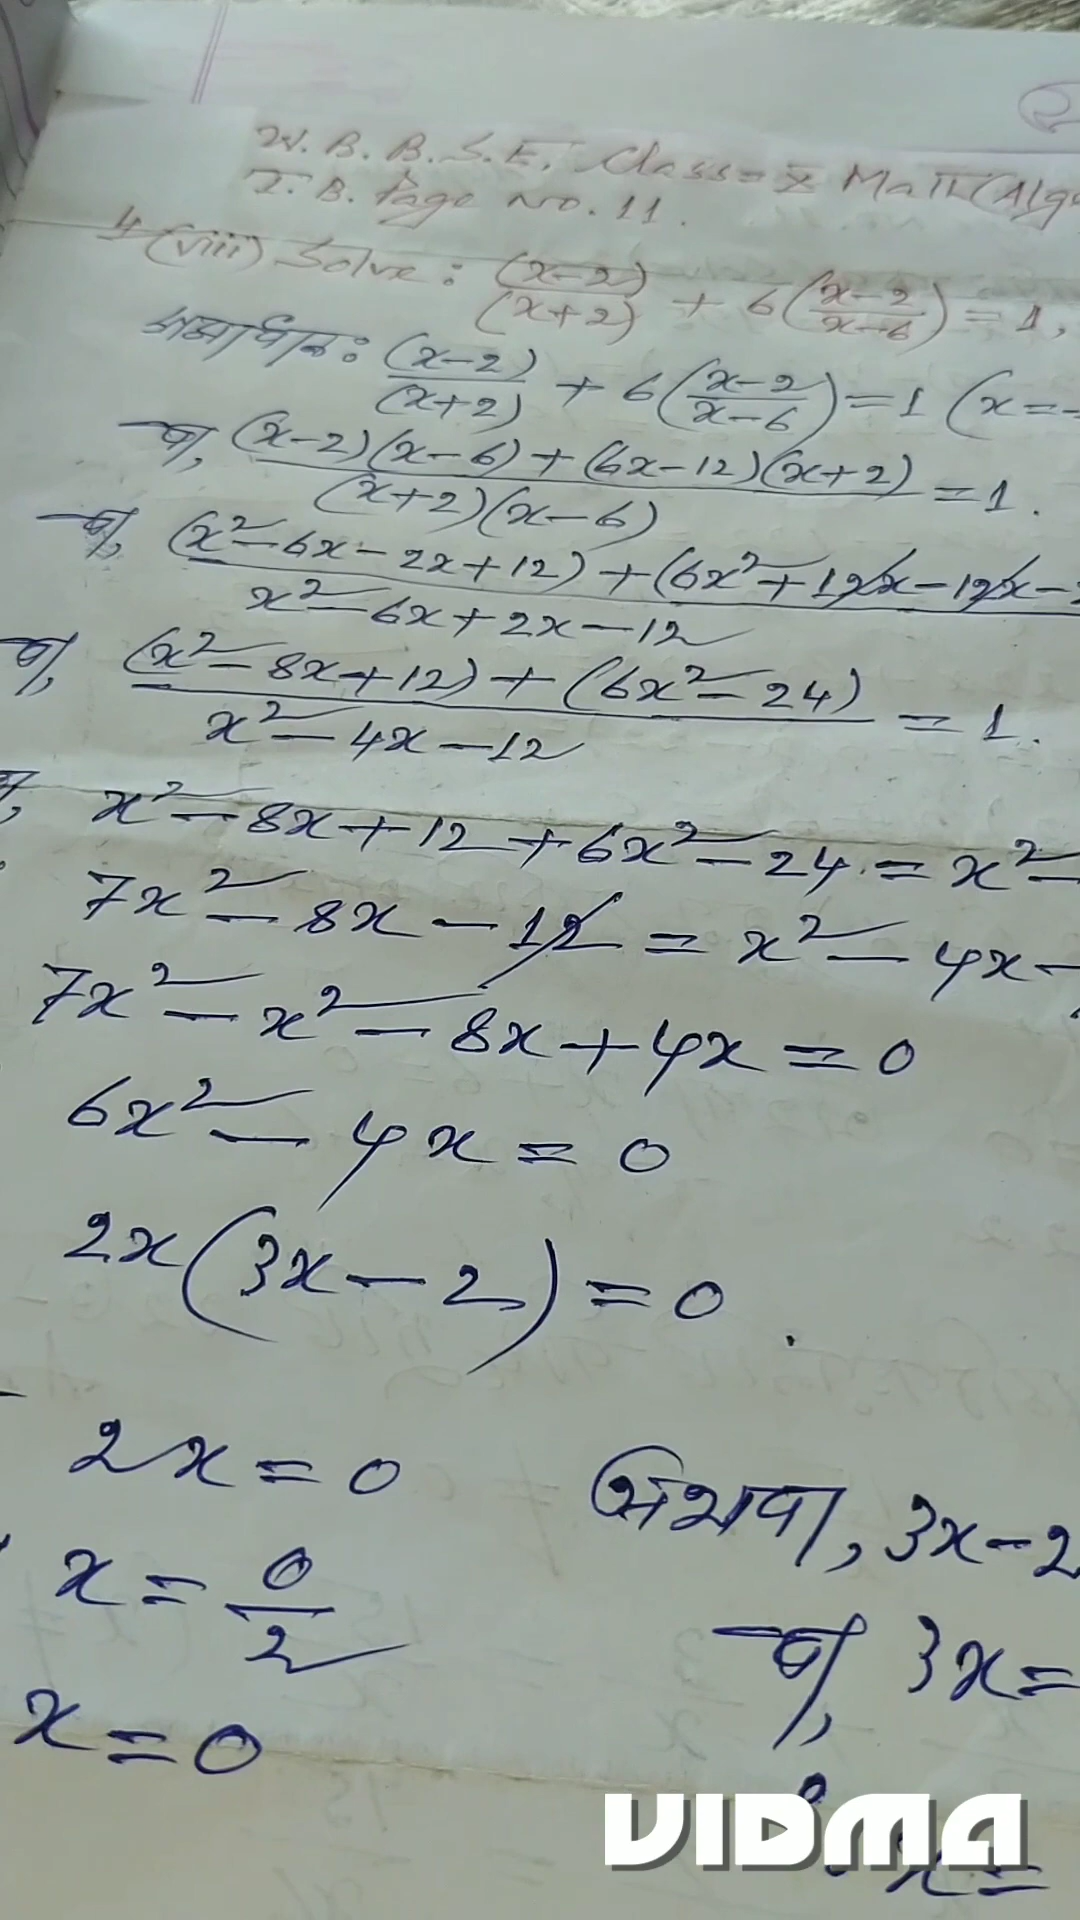 W.B.B.S.E. Class = X Math (Alg
T.B. Page No. 11.
4 (viii) Solve : (x-2)/(x+2) + 6((x-2)/(x-6)) = 1,
সমাধান : (x-2)/(x+2) + 6((x-2)/(x-6)) = 1 (x =
বা, ((x-2)(x-6) + (6x-12)(x+2))/((x+2)(x-6)) = 1.
বা, ((x²-6x-2x+12) + (6x²+12x-12x-/(x²-6x+2x-12)
বা, ((x²-8x+12) + (6x²-24))/(x²-4x-12) = 1.
x²-8x+12+6x²-24 = x²-
7x²-8x-12 = x²-4x-
7x²-x²-8x+4x = 0
6x²-4x = 0
2x(3x-2) = 0
2x = 0
x = 0/2
x = 0
অথবা, 3x-2
বা, 3x =
x =
VIDMA